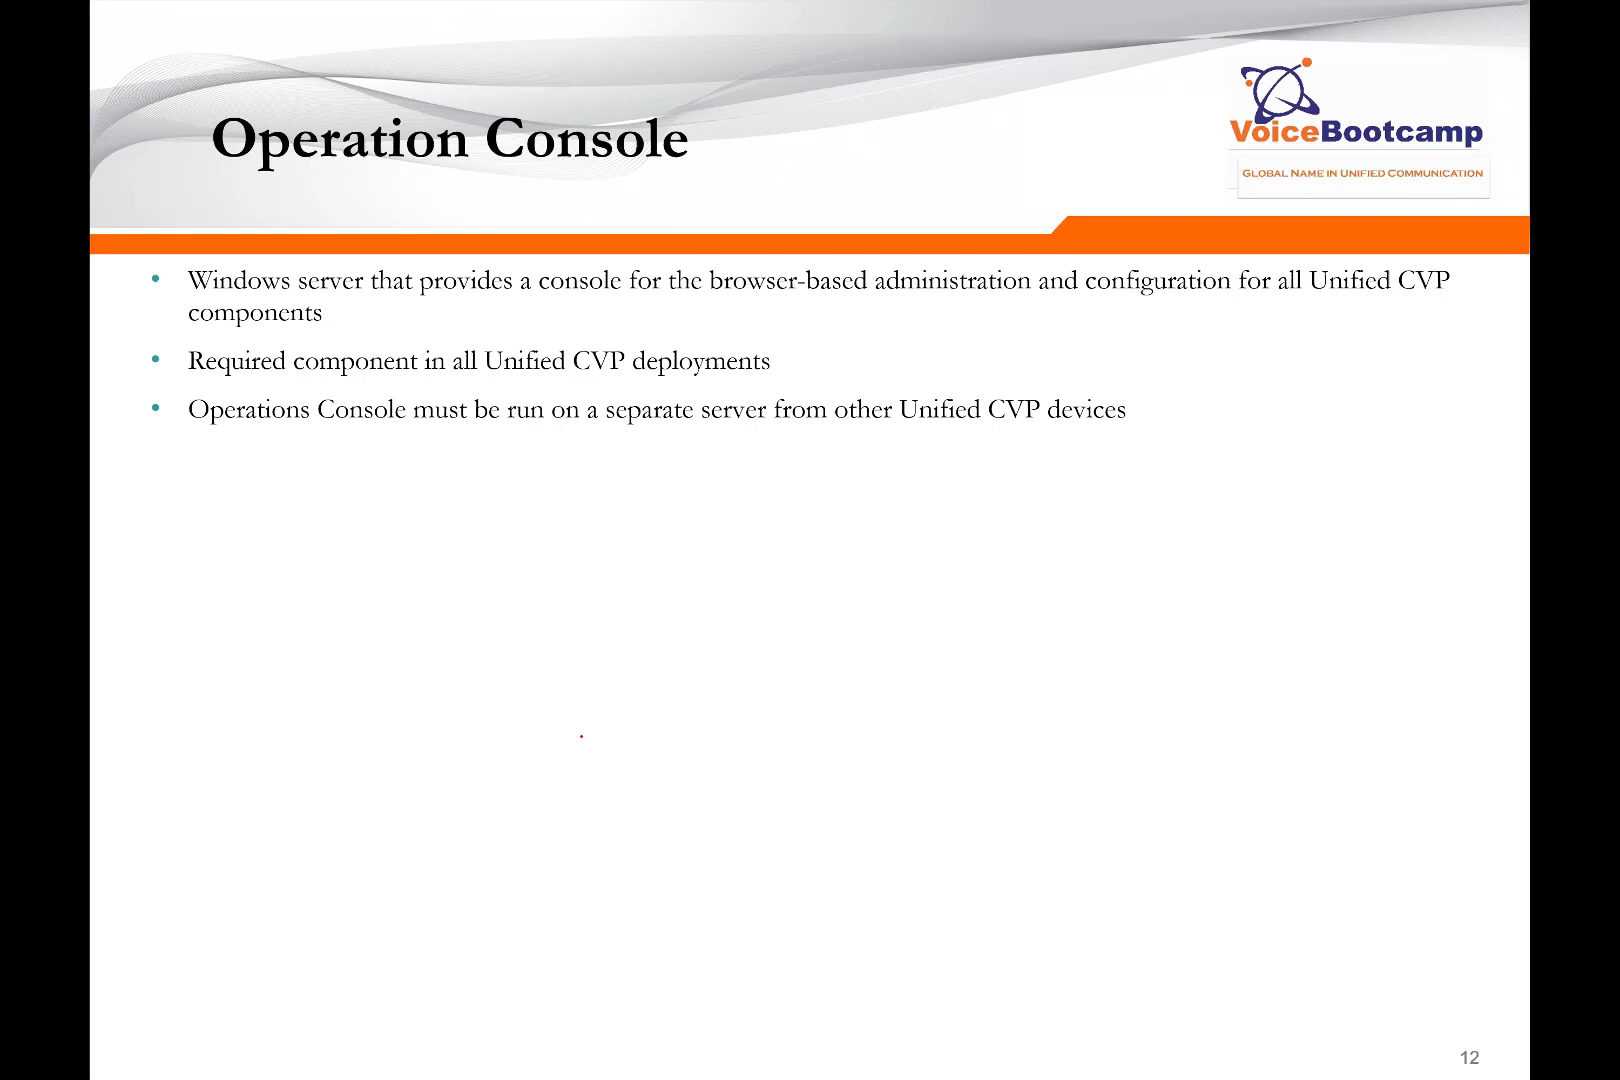 Operation Console
VoiceBootcamp
GLOBAL NAME IN UNIFIED COMMUNICATION
• Windows server that provides a console for the browser-based administration and configuration for all Unified CVP
components
• Required component in all Unified CVP deployments
• Operations Console must be run on a separate server from other Unified CVP devices
12